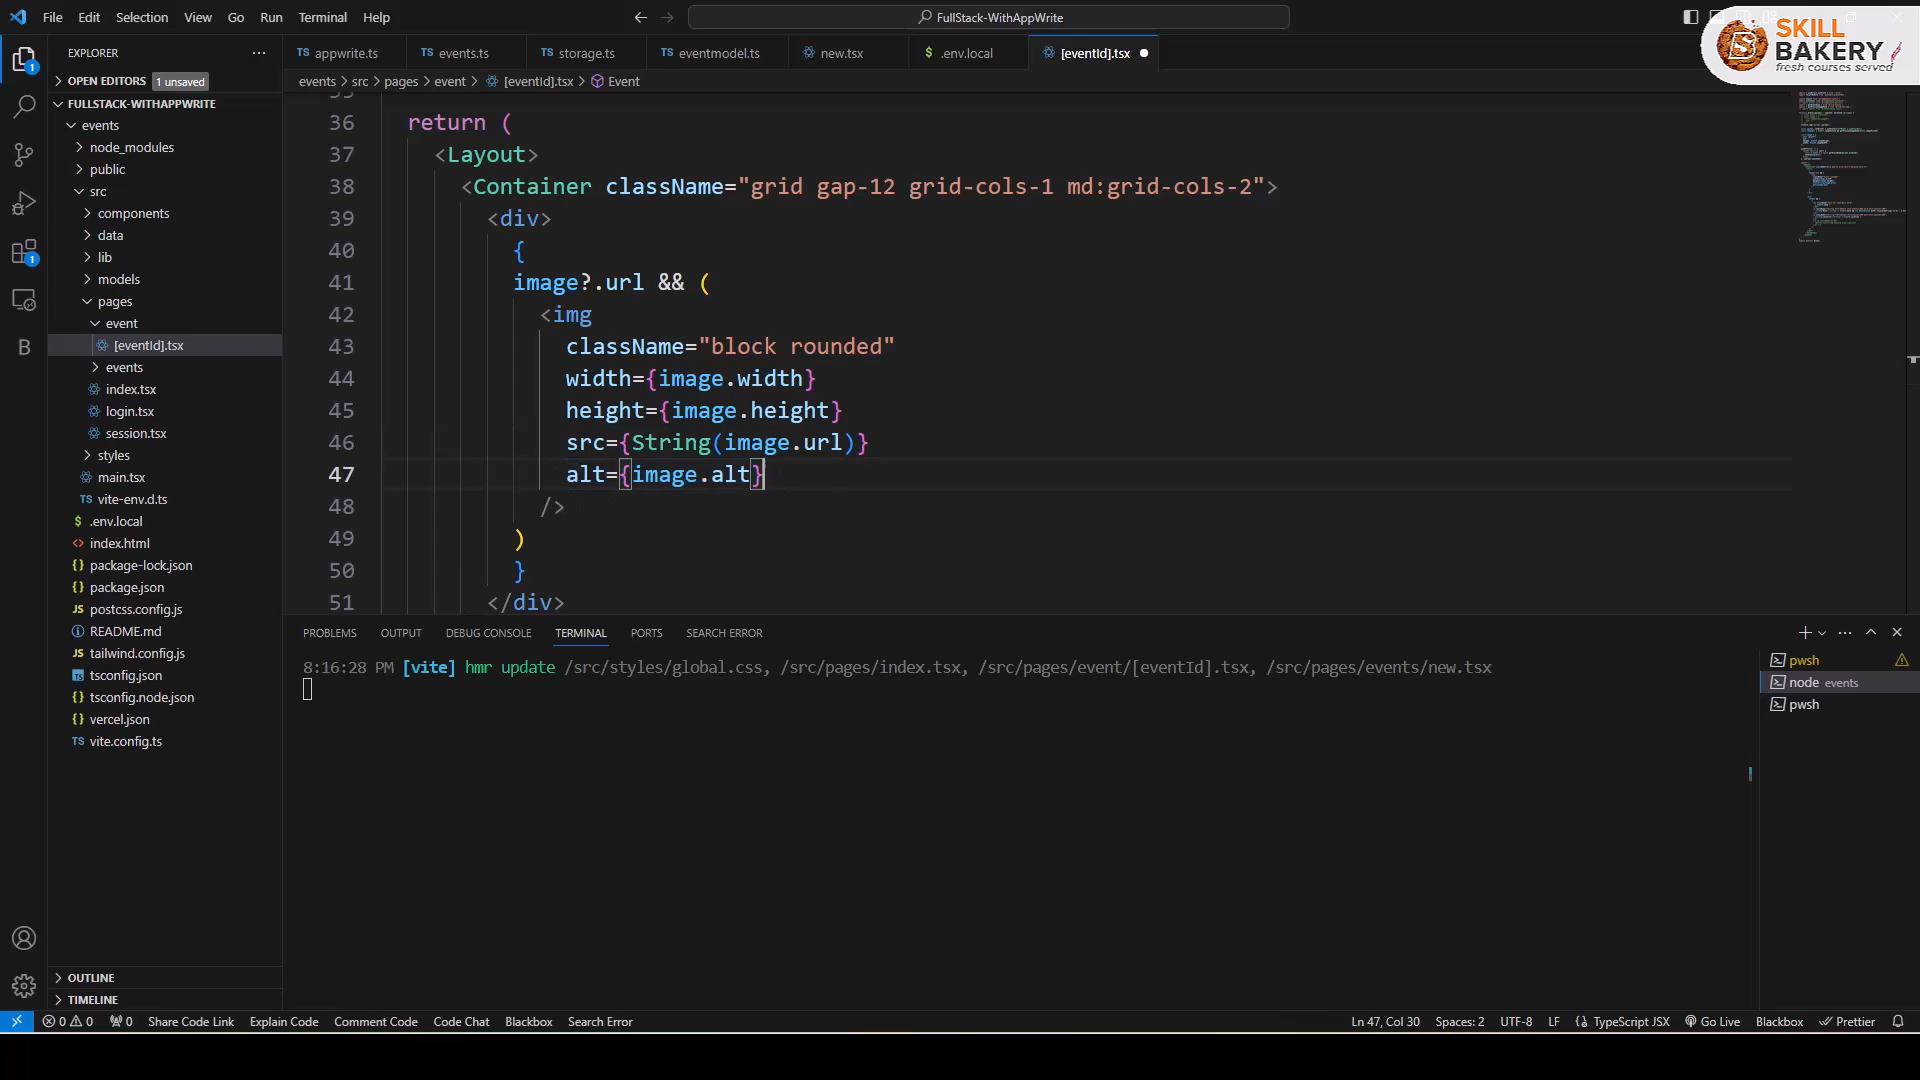 File Edit Selection View Go Run Terminal Help
FullStack-WithAppWrite
SKILL
BAKERY
fresh courses served
EXPLORER
appwrite.ts
events.ts
storage.ts
eventmodel.ts
new.tsx
.env.local
[eventId].tsx
events > src > pages > event > [eventId].tsx > Event
OPEN EDITORS 1 unsaved
FULLSTACK-WITHAPPWRITE
events
node_modules
public
src
components
data
lib
models
pages
event
[eventId].tsx
events
index.tsx
login.tsx
session.tsx
styles
main.tsx
TS vite-env.d.ts
$ .env.local
<> index.html
{} package-lock.json
{} package.json
JS postcss.config.js
README.md
JS tailwind.config.js
tsconfig.json
{} tsconfig.node.json
{} vercel.json
TS vite.config.ts
OUTLINE
TIMELINE
36 return (
37 <Layout>
38 <Container className="grid gap-12 grid-cols-1 md:grid-cols-2">
39 <div>
40 {
41 image?.url && (
42 <img
43 className="block rounded"
44 width={image.width}
45 height={image.height}
46 src={String(image.url)}
47 alt={image.alt}
48 />
49 )
50 }
51 </div>
PROBLEMS OUTPUT DEBUG CONSOLE TERMINAL PORTS SEARCH ERROR
8:16:28 PM [vite] hmr update /src/styles/global.css, /src/pages/index.tsx, /src/pages/event/[eventId].tsx, /src/pages/events/new.tsx
pwsh
node events
pwsh
0 0 0 Share Code Link Explain Code Comment Code Code Chat Blackbox Search Error
Ln 47, Col 30 Spaces: 2 UTF-8 LF {} TypeScript JSX Go Live Blackbox Prettier